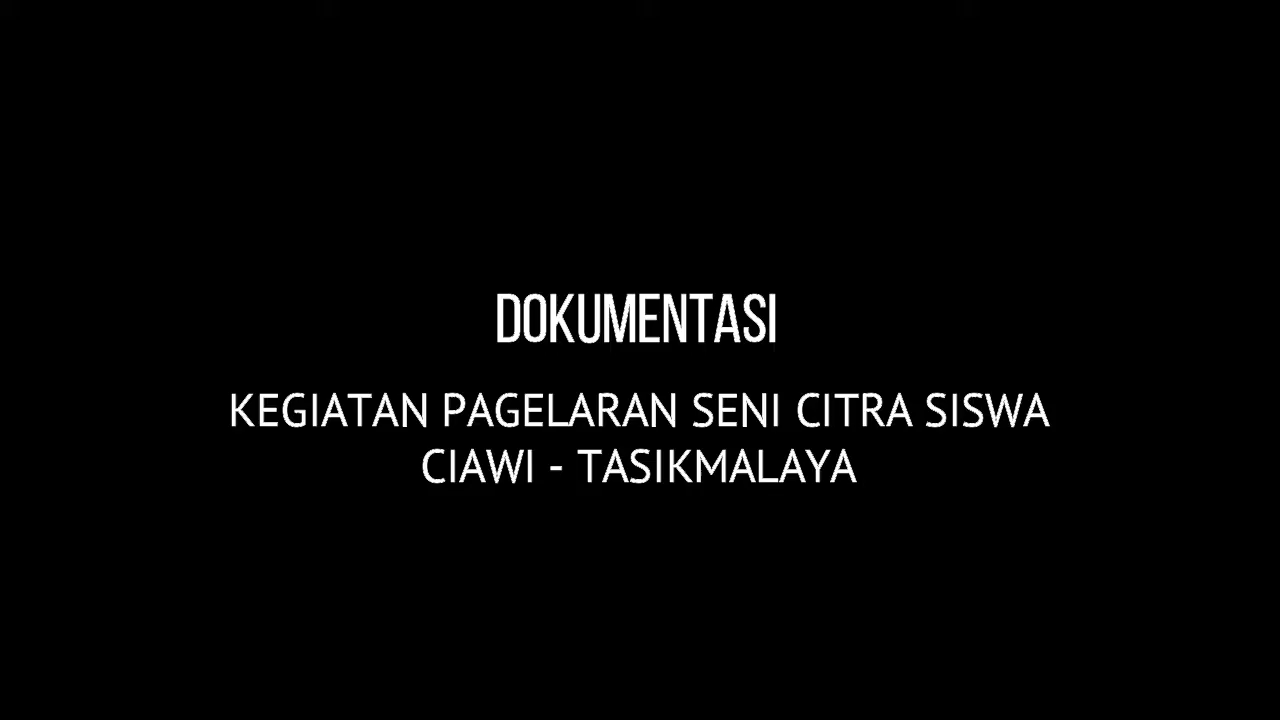 DOKUMENTASI
KEGIATAN PAGELARAN SENI CITRA SISWA
CIAWI - TASIKMALAYA